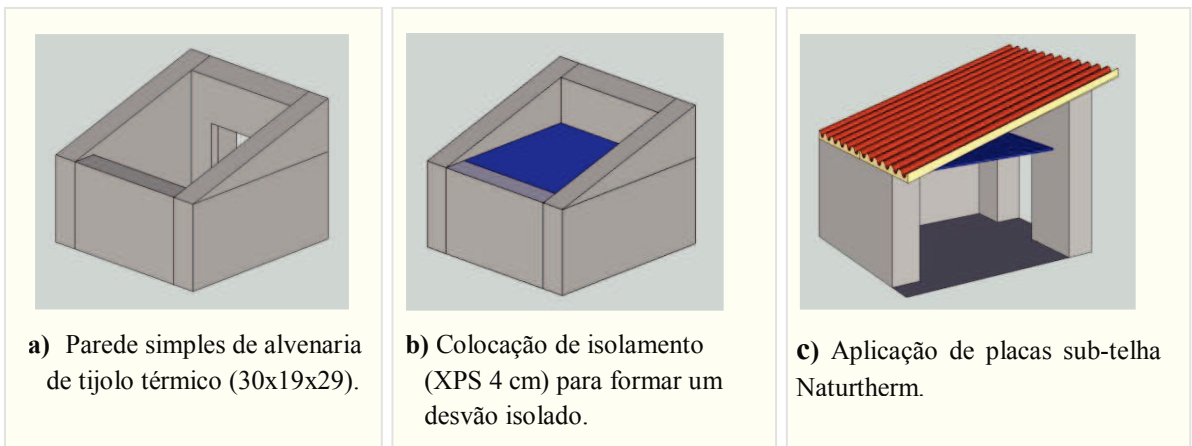 a) Parede simples de alvenaria
de tijolo térmico (30x19x29).
b) Colocação de isolamento
(XPS 4 cm) para formar um
desvão isolado.
c) Aplicação de placas sub-telha
Naturtherm.